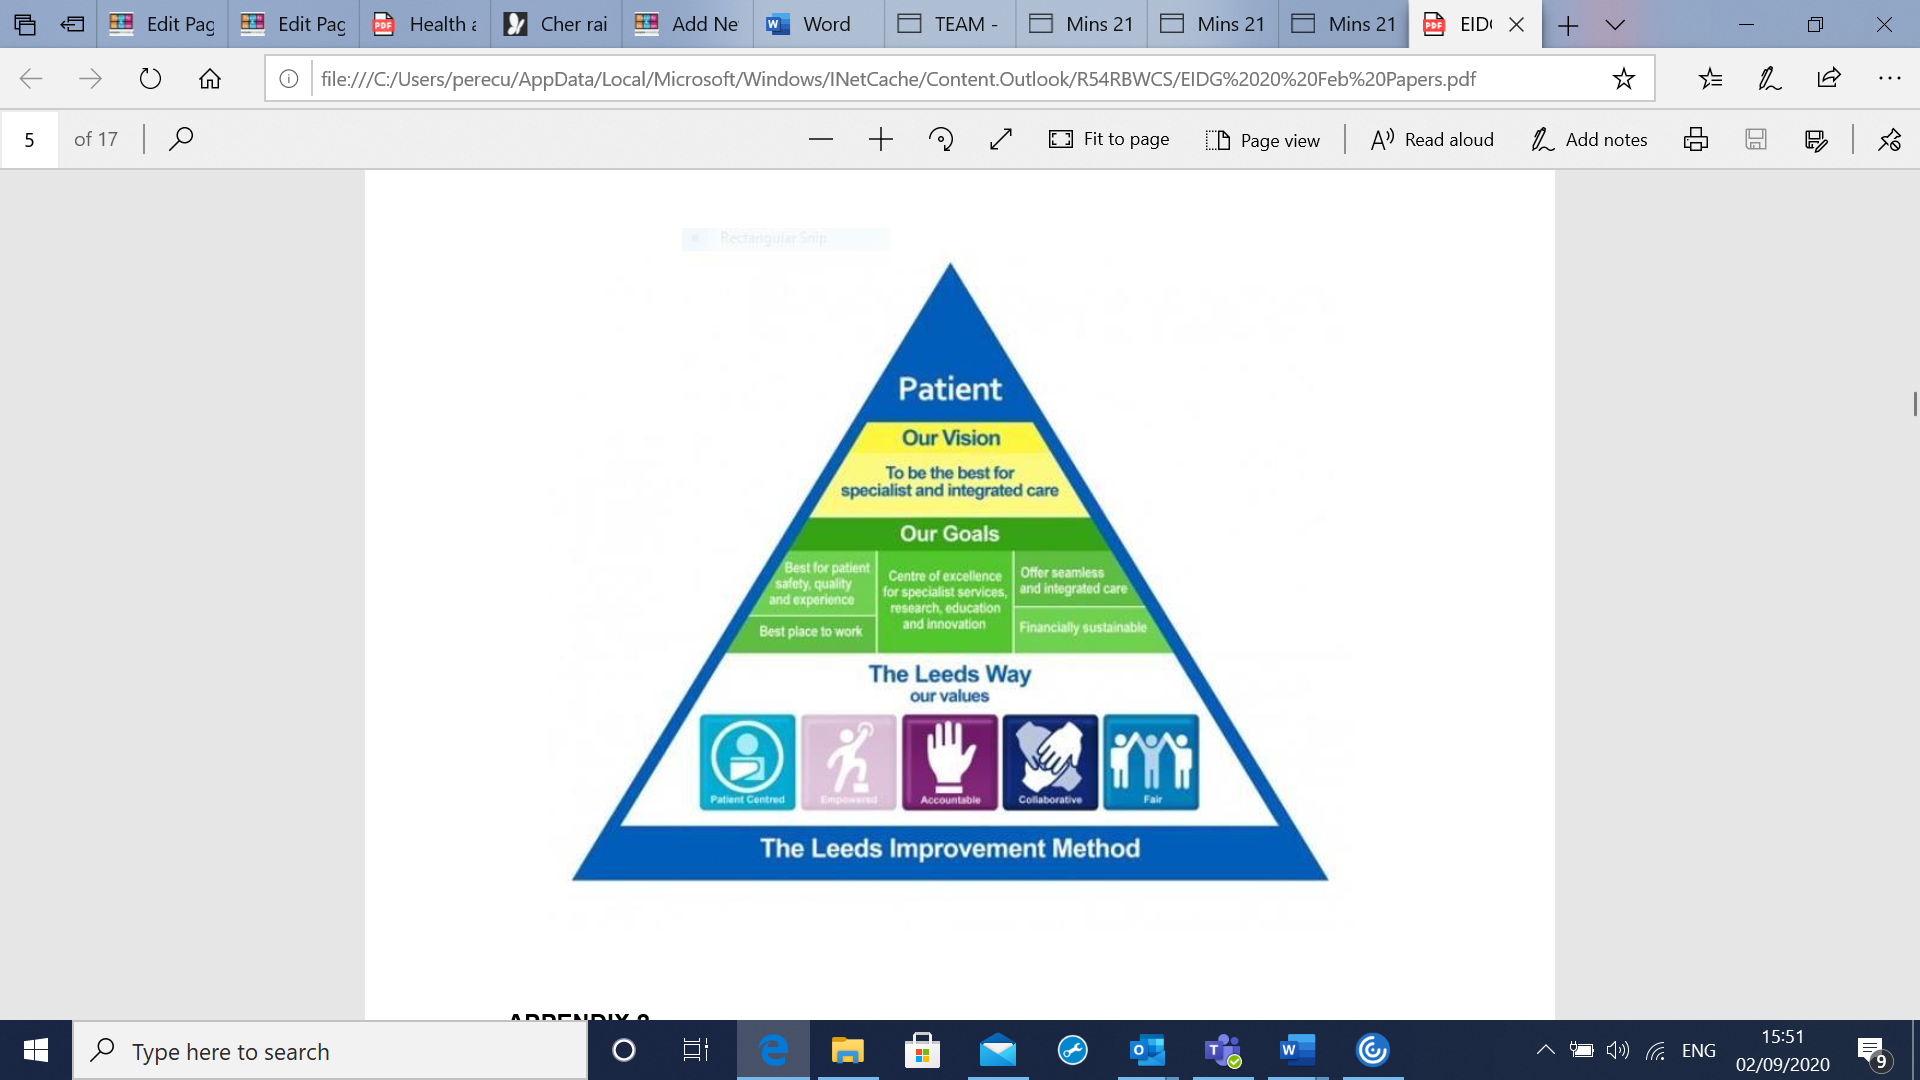 Edit Pag
Edit Pag
Health a
Cher rai
Add Ne
Word
TEAM -
Mins 21
Mins 21
Mins 21
EIDG
file:///C:/Users/perecu/AppData/Local/Microsoft/Windows/INetCache/Content.Outlook/R54RBWCS/EIDG%2020%20Feb%20Papers.pdf
5 of 17
Fit to page
Page view
Read aloud
Add notes
Rectangular Snip
Patient
Our Vision
To be the best for
specialist and integrated care
Our Goals
Best for patient
safety, quality
and experience
Best place to work
Centre of excellence
for specialist services,
research, education
and innovation
Offer seamless
and integrated care
Financially sustainable
The Leeds Way
our values
Patient Centred
Empowered
Accountable
Collaborative
Fair
The Leeds Improvement Method
APPENDIX 2
Type here to search
ENG
15:51
02/09/2020
9